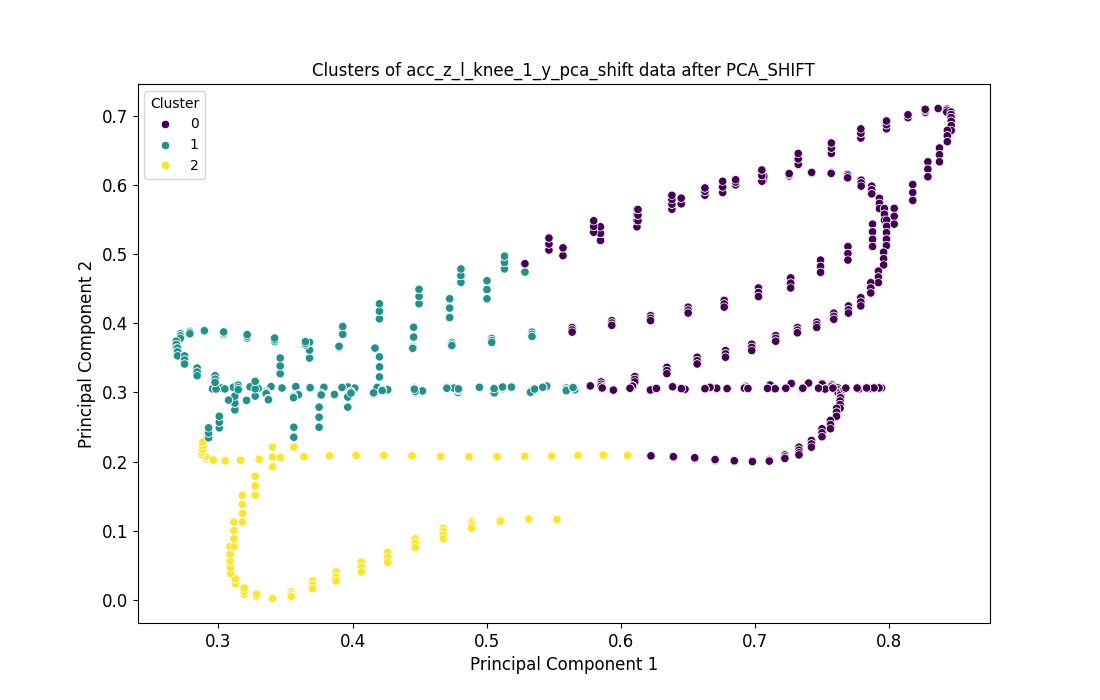 Clusters of acc_z_l_knee_1_y_pca_shift data after PCA_SHIFT
Cluster
0
1
2
Principal Component 2
0.7
0.6
0.5
0.4
0.3
0.2
0.1
0.0
0.3 0.4 0.5 0.6 0.7 0.8
Principal Component 1